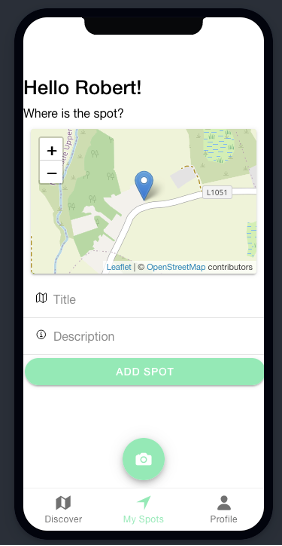 Hello Robert!
Where is the spot?
+
−
L1051
Leaflet | © OpenStreetMap contributors
Title
Description
ADD SPOT
Discover
My Spots
Profile